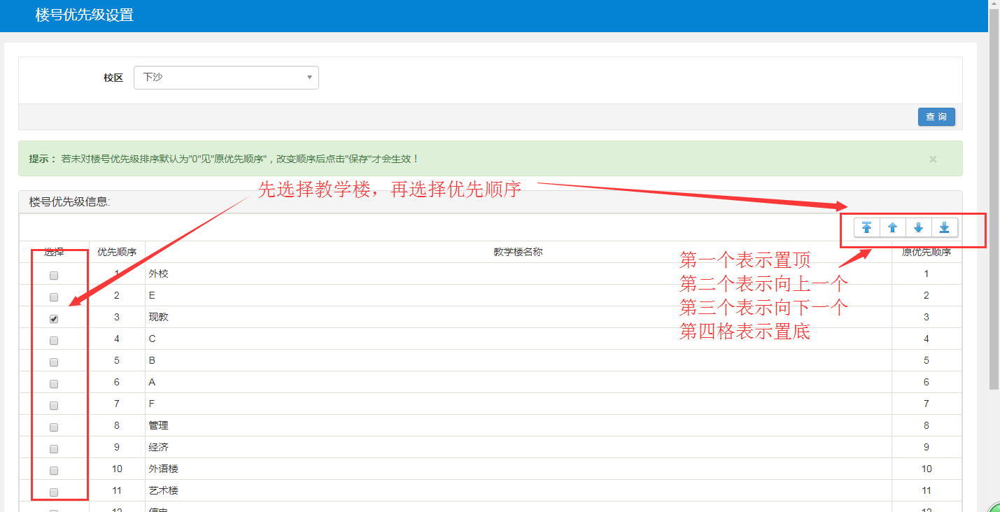 楼号优先级设置
校区 下沙
查 询
提示： 若未对楼号优先级排序默认为"0"见"原优先顺序"，改变顺序后点击"保存"才会生效！ ×
先选择教学楼，再选择优先顺序
楼号优先级信息:
选择 优先顺序 教学楼名称 原优先顺序
第一个表示置顶
第二个表示向上一个
第三个表示向下一个
第四格表示置底
1 外校 1
2 E 2
3 现教 3
4 C 4
5 B 5
6 A 6
7 F 7
8 管理 8
9 经济 9
10 外语楼 10
11 艺术楼 11
12 信电 12